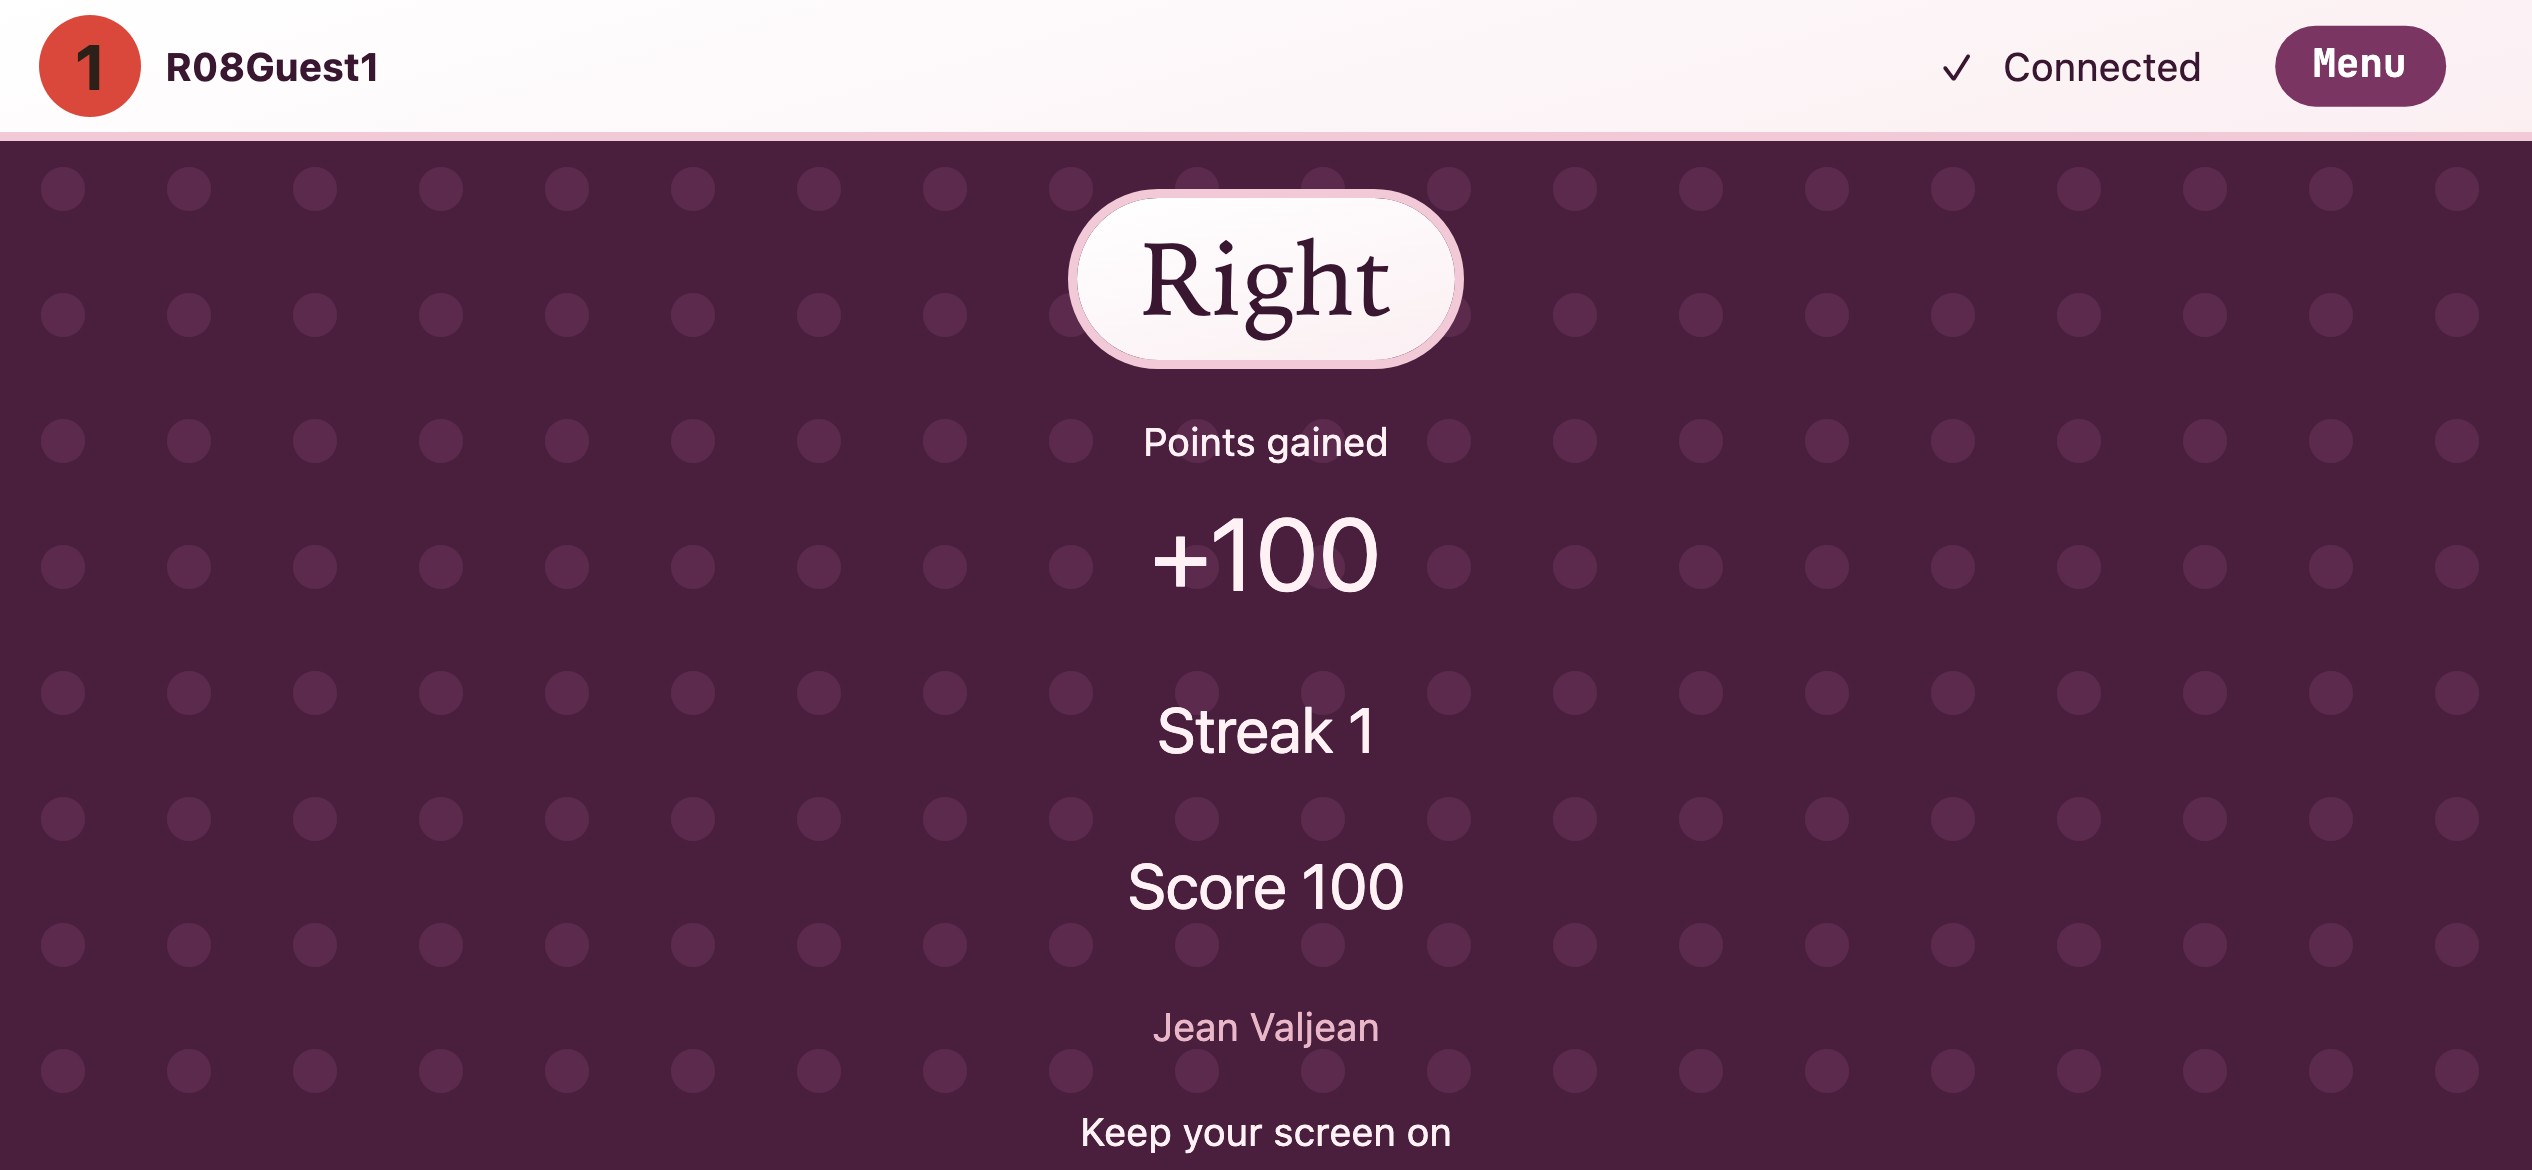 1 R08Guest1 ✓ Connected Menu
Right
Points gained
+100
Streak 1
Score 100
Jean Valjean
Keep your screen on